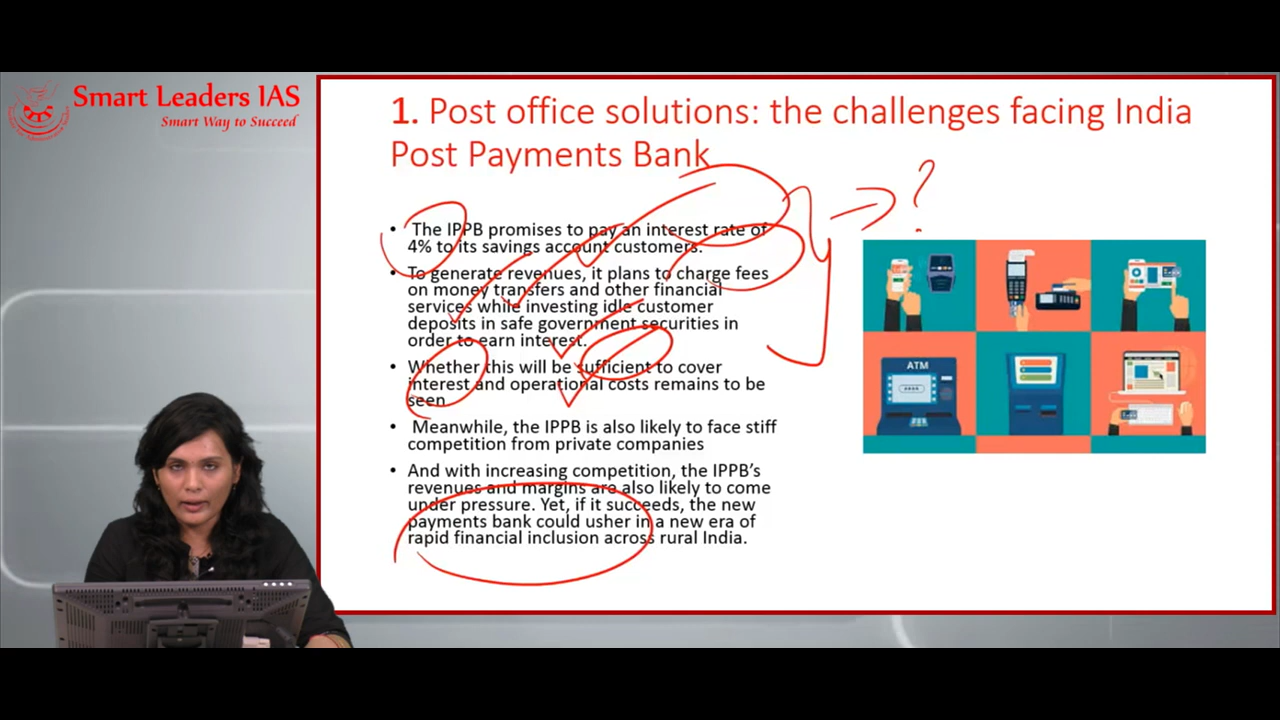 Smart Leaders IAS
Smart Way to Succeed
1. Post office solutions: the challenges facing India
Post Payments Bank
?
• The IPPB promises to pay an interest rate of
4% to its savings account customers.
• To generate revenues, it plans to charge fees
on money transfers and other financial
services while investing idle customer
deposits in safe government securities in
order to earn interest.
• Whether this will be sufficient to cover
interest and operational costs remains to be
seen
• Meanwhile, the IPPB is also likely to face stiff
competition from private companies
• And with increasing competition, the IPPB's
revenues and margins are also likely to come
under pressure. Yet, if it succeeds, the new
payments bank could usher in a new era of
rapid financial inclusion across rural India.
ATM